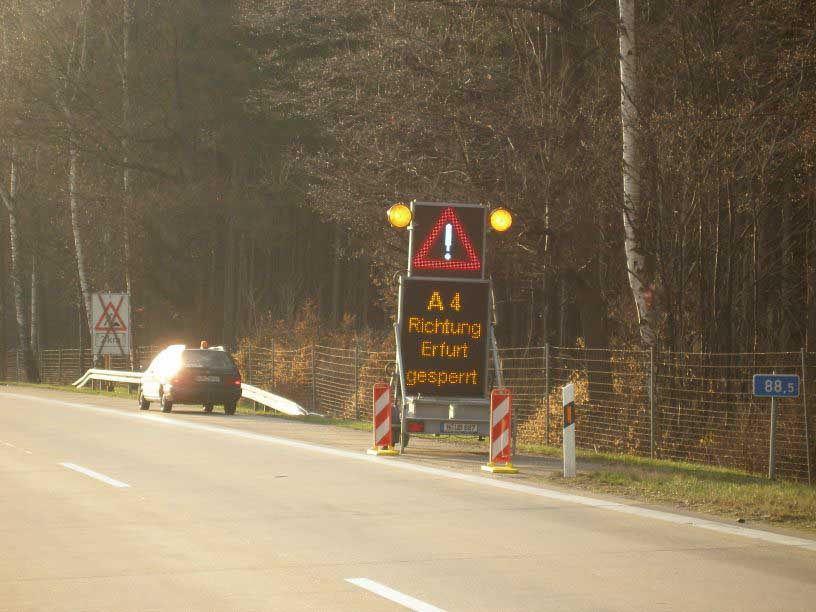 A 4
Richtung
Erfurt
gesperrt
88,5